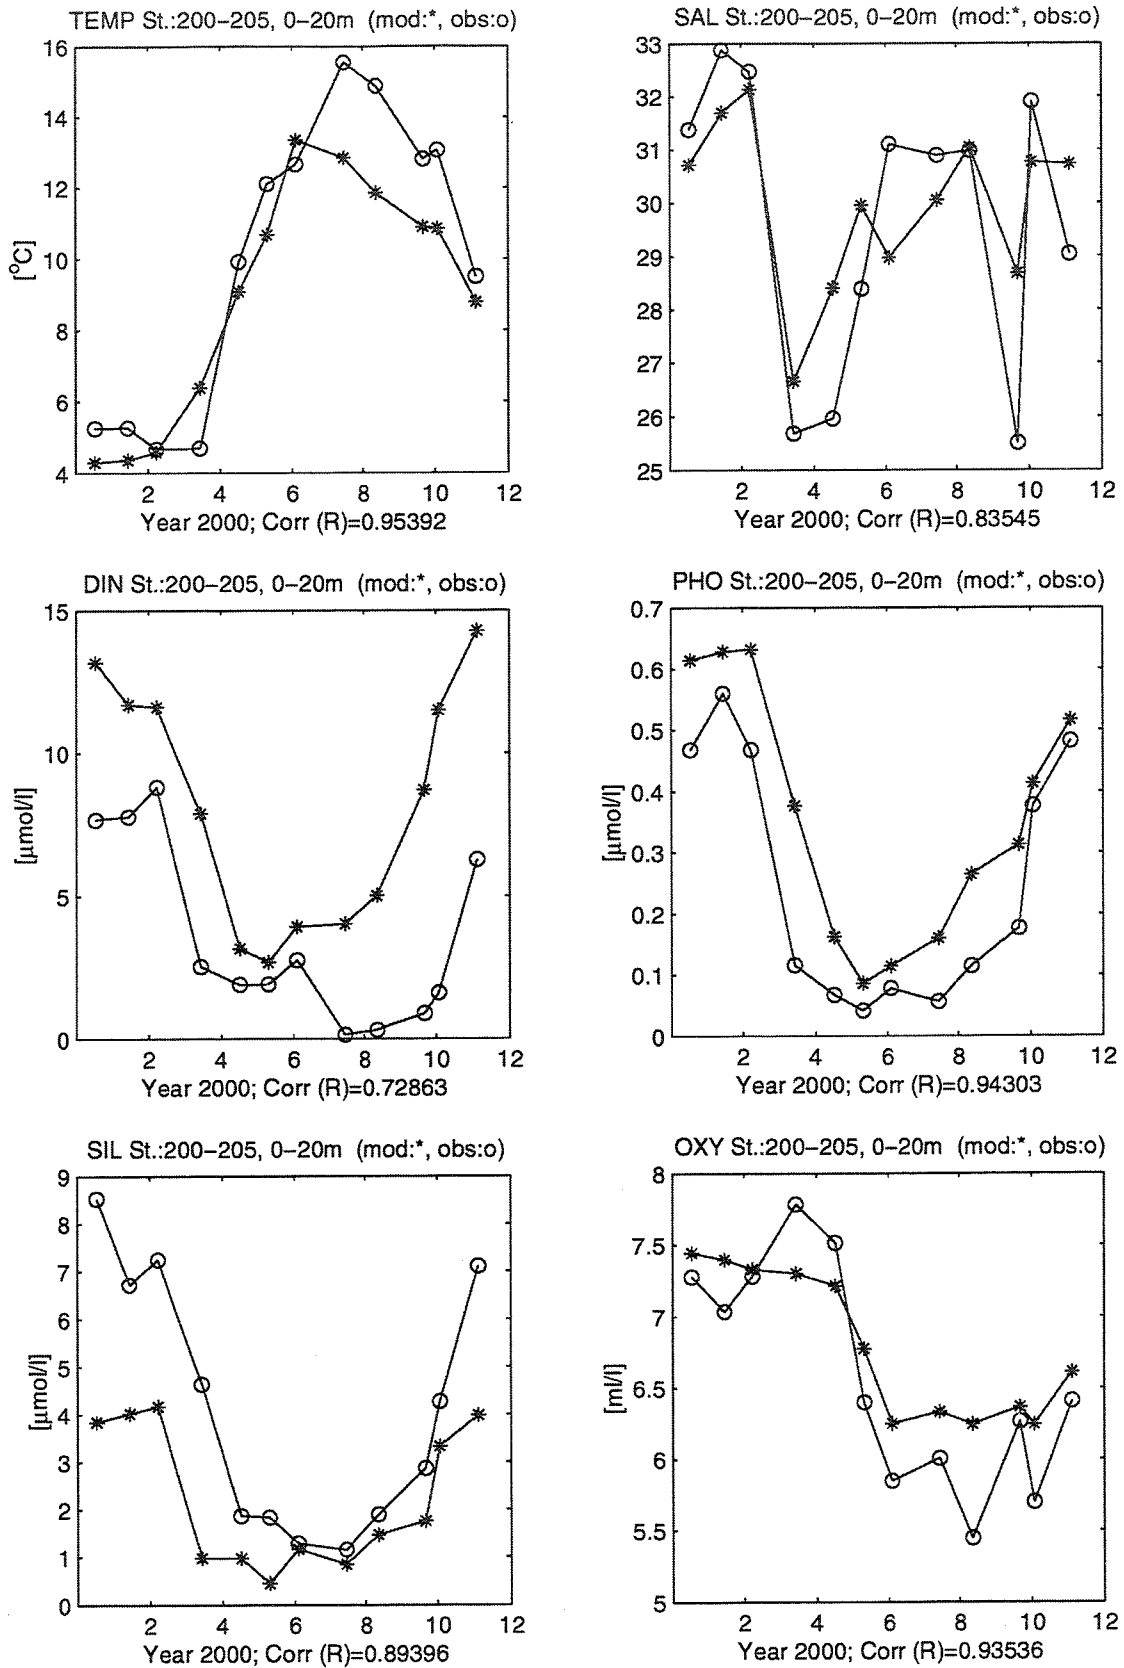 TEMP St.:200–205, 0–20m (mod:*, obs:o)
16
14
12
10
8
6
4
[°C]
2 4 6 8 10 12
Year 2000; Corr (R)=0.95392
SAL St.:200–205, 0–20m (mod:*, obs:o)
33
32
31
30
29
28
27
26
25
2 4 6 8 10 12
Year 2000; Corr (R)=0.83545
DIN St.:200–205, 0–20m (mod:*, obs:o)
15
10
5
0
[µmol/l]
2 4 6 8 10 12
Year 2000; Corr (R)=0.72863
PHO St.:200–205, 0–20m (mod:*, obs:o)
0.7
0.6
0.5
0.4
0.3
0.2
0.1
0
[µmol/l]
2 4 6 8 10 12
Year 2000; Corr (R)=0.94303
SIL St.:200–205, 0–20m (mod:*, obs:o)
9
8
7
6
5
4
3
2
1
0
[µmol/l]
2 4 6 8 10 12
Year 2000; Corr (R)=0.89396
OXY St.:200–205, 0–20m (mod:*, obs:o)
8
7.5
7
6.5
6
5.5
5
[ml/l]
2 4 6 8 10 12
Year 2000; Corr (R)=0.93536